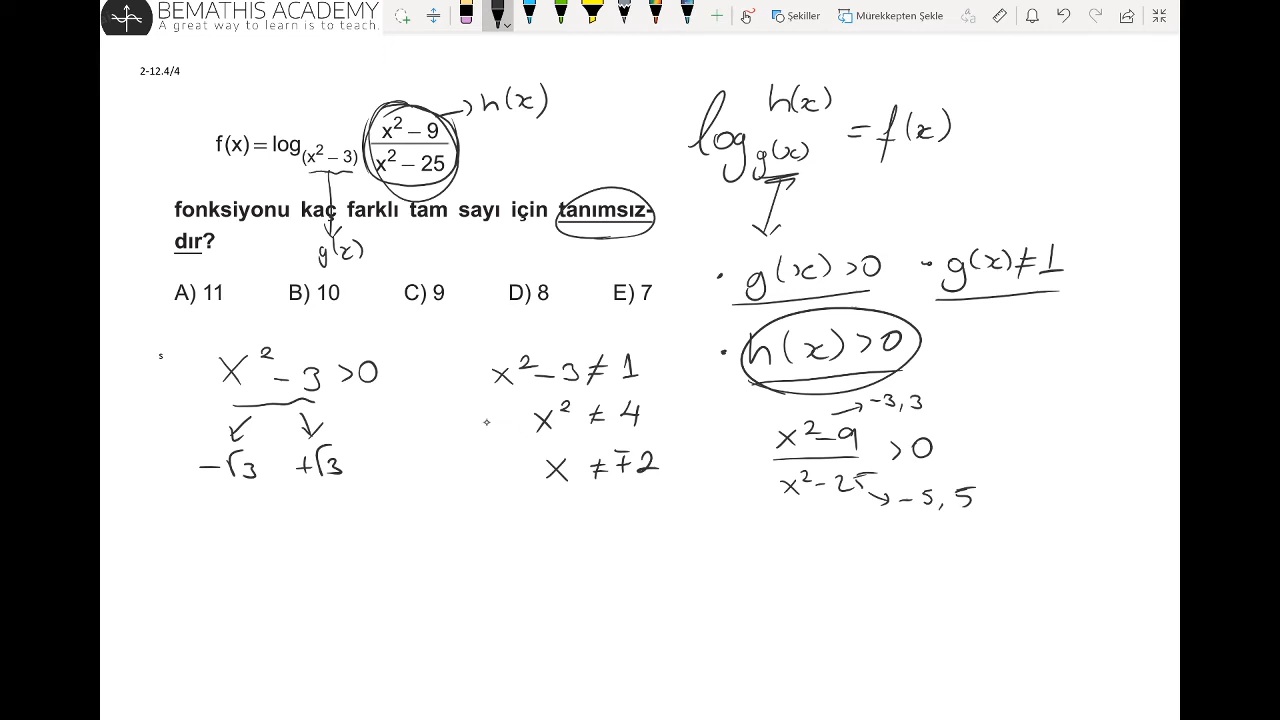 BEMATHIS ACADEMY
A great way to learn is to teach.
Şekiller
Mürekkepten Şekle
2-12.4/4
f(x) = log(x² – 3) (x² – 9)/(x² – 25)
→ h(x)
g(x)
fonksiyonu kaç farklı tam sayı için tanımsız-
dır?
A) 11 B) 10 C) 9 D) 8 E) 7
log g(x) h(x) = f(x)
· g(x) > 0 · g(x) ≠ 1
· h(x) > 0
s
x² - 3 > 0
-√3 +√3
x² - 3 ≠ 1
x² ≠ 4
x ≠ ∓2
(x² - 9)/(x² - 25) > 0
→ -3, 3
→ -5, 5